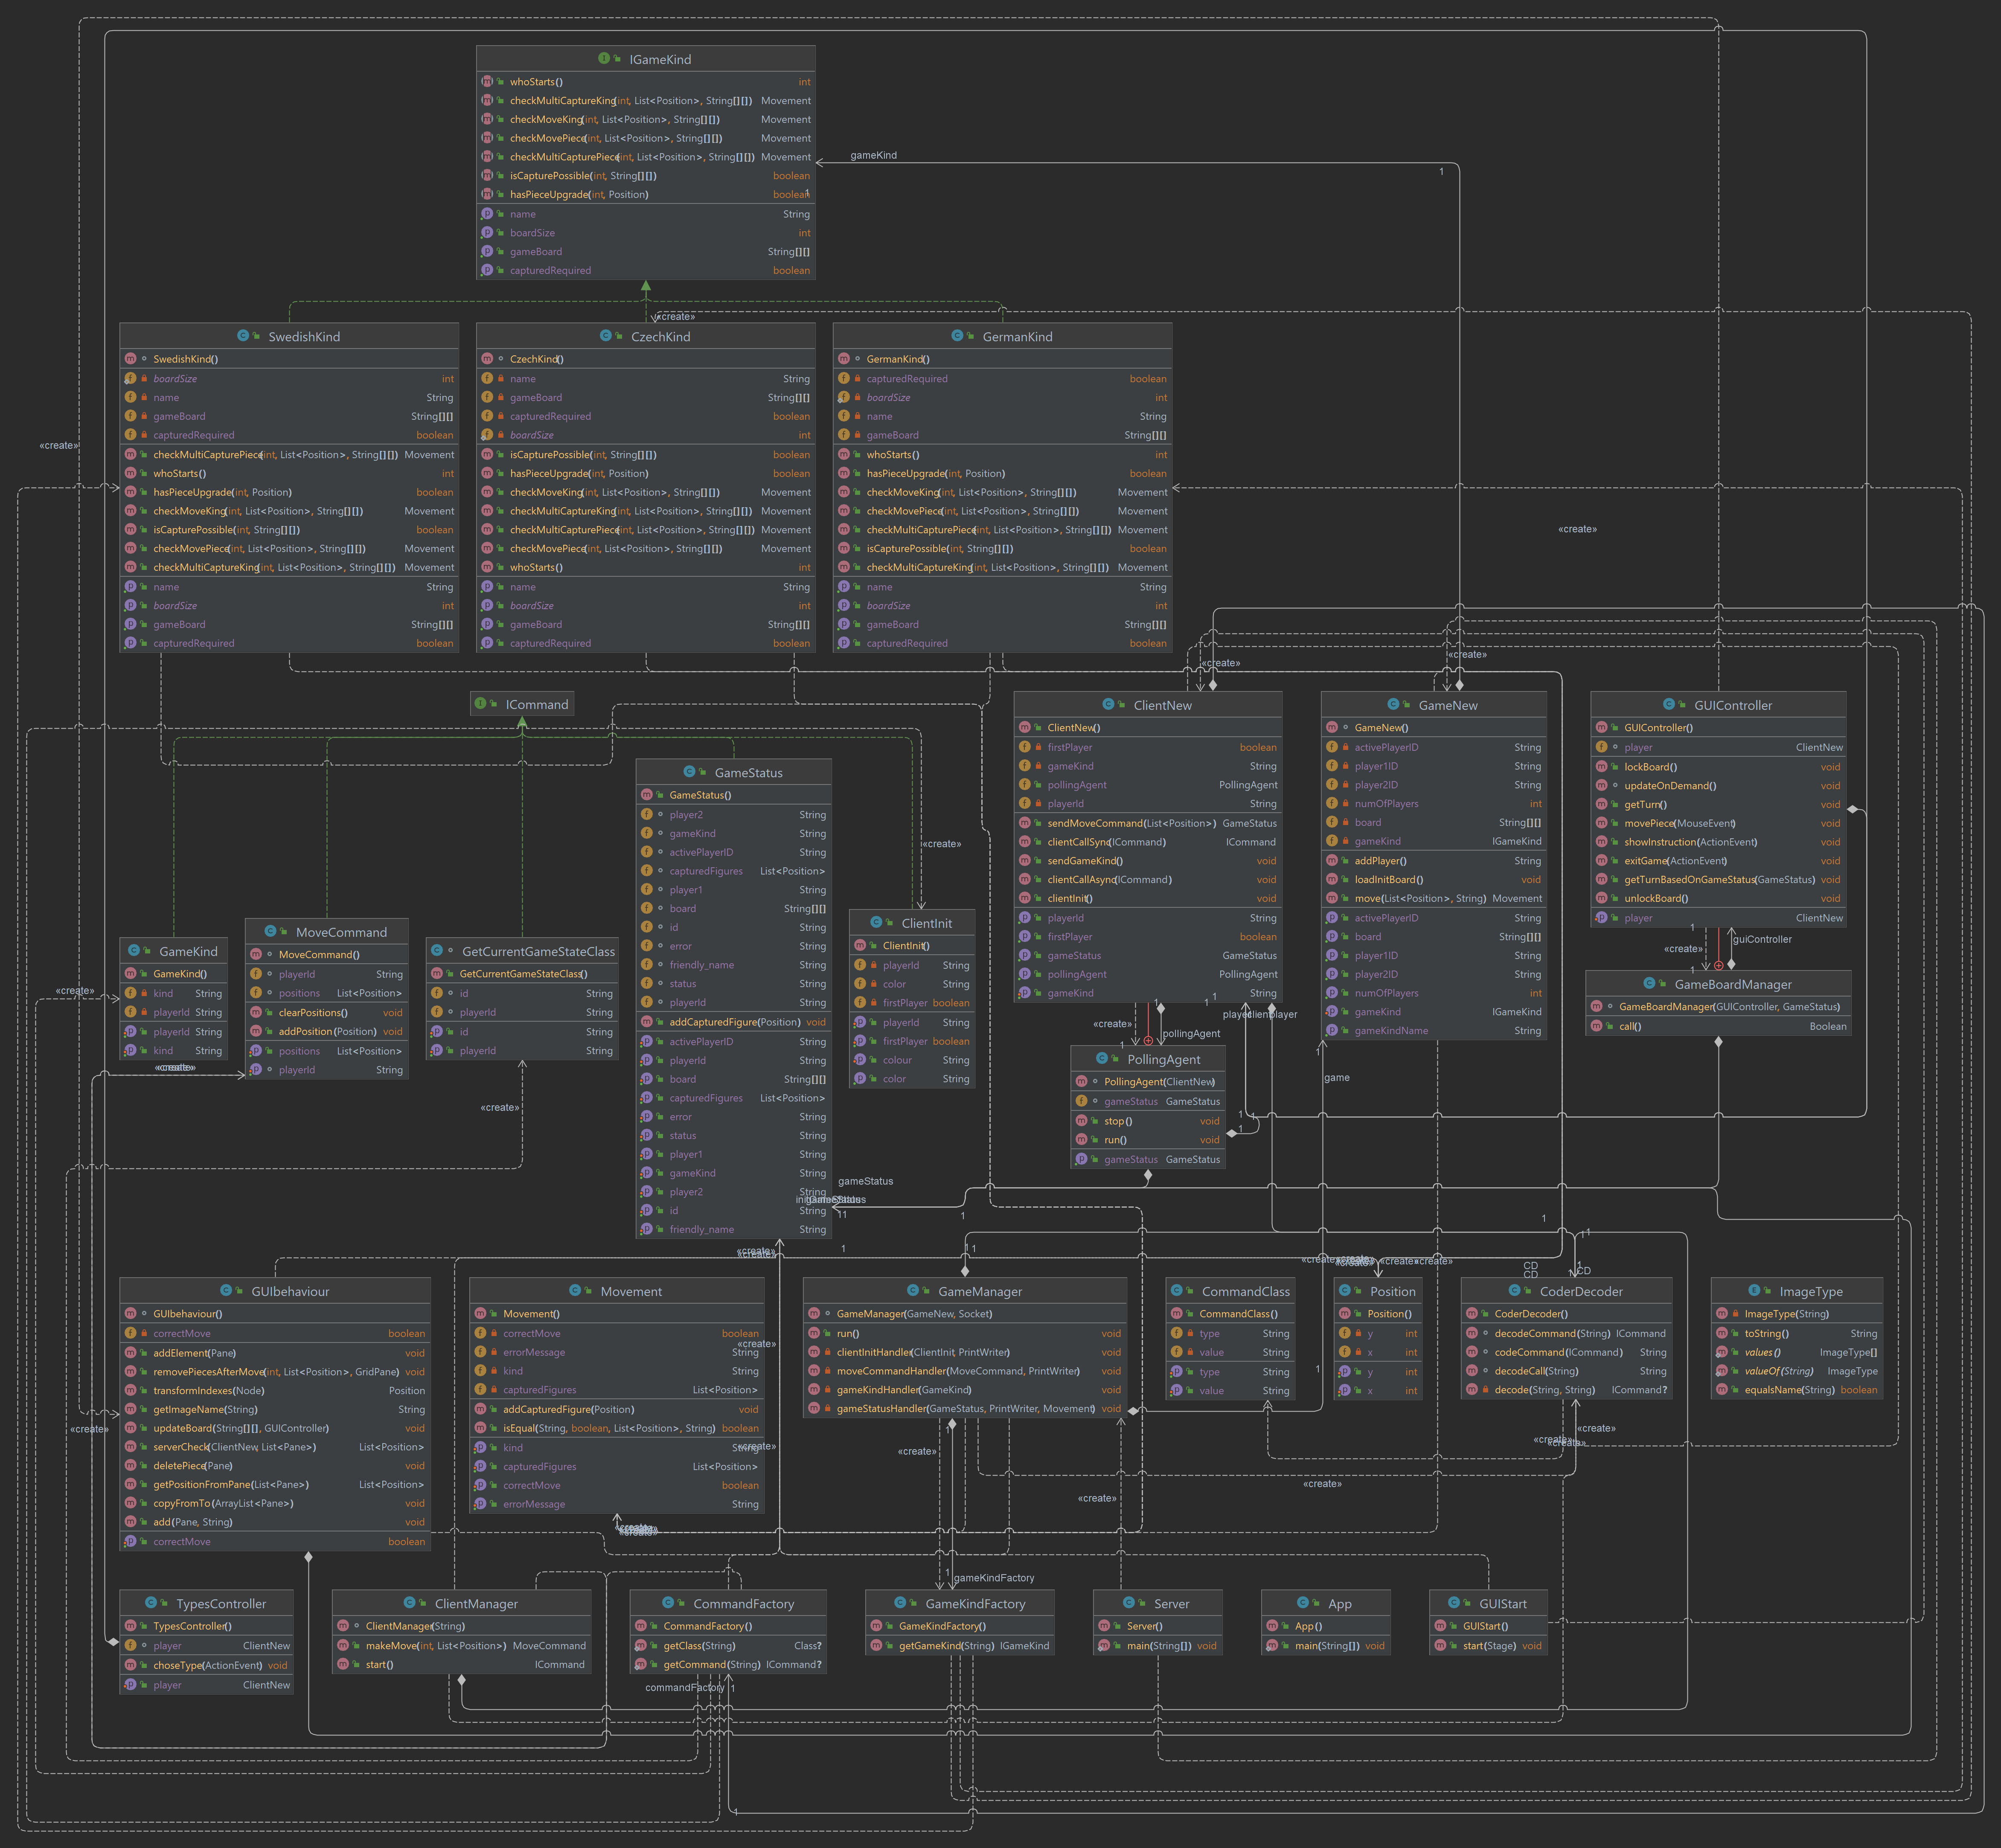 IGameKind
whoStarts() int
checkMultiCaptureKing(int, List<Position>, String[][]) Movement
checkMoveKing(int, List<Position>, String[][]) Movement
checkMovePiece(int, List<Position>, String[][]) Movement
checkMultiCapturePiece(int, List<Position>, String[][]) Movement
isCapturePossible(int, String[][]) boolean
hasPieceUpgrade(int, Position) boolean
1
name String
boardSize int
gameBoard String[][]
capturedRequired boolean
gameKind
1
«create»
SwedishKind
SwedishKind()
boardSize int
name String
gameBoard String[][]
capturedRequired boolean
checkMultiCapturePiece(int, List<Position>, String[][]) Movement
whoStarts() int
hasPieceUpgrade(int, Position) boolean
checkMoveKing(int, List<Position>, String[][]) Movement
isCapturePossible(int, String[][]) boolean
checkMovePiece(int, List<Position>, String[][]) Movement
checkMultiCaptureKing(int, List<Position>, String[][]) Movement
name String
boardSize int
gameBoard String[][]
capturedRequired boolean
CzechKind
CzechKind()
name String
gameBoard String[][]
capturedRequired boolean
boardSize int
isCapturePossible(int, String[][]) boolean
hasPieceUpgrade(int, Position) boolean
checkMoveKing(int, List<Position>, String[][]) Movement
checkMultiCaptureKing(int, List<Position>, String[][]) Movement
checkMultiCapturePiece(int, List<Position>, String[][]) Movement
checkMovePiece(int, List<Position>, String[][]) Movement
whoStarts() int
name String
boardSize int
gameBoard String[][]
capturedRequired boolean
GermanKind
GermanKind()
capturedRequired boolean
boardSize int
name String
gameBoard String[][]
whoStarts() int
hasPieceUpgrade(int, Position) boolean
checkMoveKing(int, List<Position>, String[][]) Movement
checkMovePiece(int, List<Position>, String[][]) Movement
checkMultiCapturePiece(int, List<Position>, String[][]) Movement
isCapturePossible(int, String[][]) boolean
checkMultiCaptureKing(int, List<Position>, String[][]) Movement
name String
boardSize int
gameBoard String[][]
capturedRequired boolean
«create»
«create»
«create»
«create»
ICommand
GameStatus
GameStatus()
player2 String
gameKind String
activePlayerID String
capturedFigures List<Position>
player1 String
board String[][]
id String
error String
friendly_name String
status String
playerId String
addCapturedFigure(Position) void
activePlayerID String
playerId String
board String[][]
capturedFigures List<Position>
error String
status String
player1 String
gameKind String
player2 String
id String
friendly_name String
ClientNew
ClientNew()
firstPlayer boolean
gameKind String
pollingAgent PollingAgent
playerId String
sendMoveCommand(List<Position>) GameStatus
clientCallSync(ICommand) ICommand
sendGameKind() void
clientCallAsync(ICommand) void
clientInit() void
playerId String
firstPlayer boolean
gameStatus GameStatus
pollingAgent PollingAgent
gameKind String
GameNew
GameNew()
activePlayerID String
player1ID String
player2ID String
numOfPlayers int
board String[][]
gameKind IGameKind
addPlayer() String
loadInitBoard() void
move(List<Position>, String) Movement
activePlayerID String
board String[][]
player1ID String
player2ID String
numOfPlayers int
gameKind IGameKind
gameKindName String
GUIController
GUIController()
player ClientNew
lockBoard() void
updateOnDemand() void
getTurn() void
movePiece(MouseEvent) void
showInstruction(ActionEvent) void
exitGame(ActionEvent) void
getTurnBasedOnGameStatus(GameStatus) void
unlockBoard() void
player ClientNew
1
guiController
«create»
1
GameBoardManager
GameBoardManager(GUIController, GameStatus)
call() Boolean
«create»
ClientInit
ClientInit()
playerId String
color String
firstPlayer boolean
playerId String
firstPlayer boolean
colour String
color String
GameKind
GameKind()
kind String
playerId String
playerId String
kind String
MoveCommand
MoveCommand()
playerId String
positions List<Position>
clearPositions() void
addPosition(Position) void
positions List<Position>
playerId String
GetCurrentGameStateClass
GetCurrentGameStateClass()
id String
playerId String
id String
playerId String
«create»
«create»
«create»
«create»
1
pollingAgent
1
PollingAgent
PollingAgent(ClientNew)
gameStatus GameStatus
stop() void
run() void
gameStatus GameStatus
1
1
1
game
gameStatus
11
1
1
«create»
GUIbehaviour
GUIbehaviour()
correctMove boolean
addElement(Pane) void
removePiecesAfterMove(int, List<Position>, GridPane) void
transformIndexes(Node) Position
getImageName(String) String
updateBoard(String[][], GUIController) void
serverCheck(ClientNew, List<Pane>) List<Position>
deletePiece(Pane) void
getPositionFromPane(List<Pane>) List<Position>
copyFromTo(ArrayList<Pane>) void
add(Pane, String) void
correctMove boolean
Movement
Movement()
correctMove boolean
errorMessage String
kind String
capturedFigures List<Position>
addCapturedFigure(Position) void
isEqual(String, boolean, List<Position>, String) boolean
kind String
capturedFigures List<Position>
correctMove boolean
errorMessage String
«create»
«create»
GameManager
GameManager(GameNew, Socket)
run() void
clientInitHandler(ClientInit, PrintWriter) void
moveCommandHandler(MoveCommand, PrintWriter) void
gameKindHandler(GameKind) void
gameStatusHandler(GameStatus, PrintWriter, Movement) void
CommandClass
CommandClass()
type String
value String
type String
value String
Position
Position()
y int
x int
y int
x int
CD
CD
CD
CoderDecoder
CoderDecoder()
decodeCommand(String) ICommand
codeCommand(ICommand) String
decodeCall(String) String
decode(String, String) ICommand?
ImageType
ImageType(String)
toString() String
values() ImageType[]
valueOf(String) ImageType
equalsName(String) boolean
«create»
«create»
«create»
«create»
1
gameKindFactory
TypesController
TypesController()
player ClientNew
choseType(ActionEvent) void
player ClientNew
ClientManager
ClientManager(String)
makeMove(int, List<Position>) MoveCommand
start() ICommand
CommandFactory
CommandFactory()
getClass(String) Class?
getCommand(String) ICommand?
commandFactory 1
GameKindFactory
GameKindFactory()
getGameKind(String) IGameKind
Server
Server()
main(String[]) void
App
App()
main(String[]) void
GUIStart
GUIStart()
start(Stage) void
1